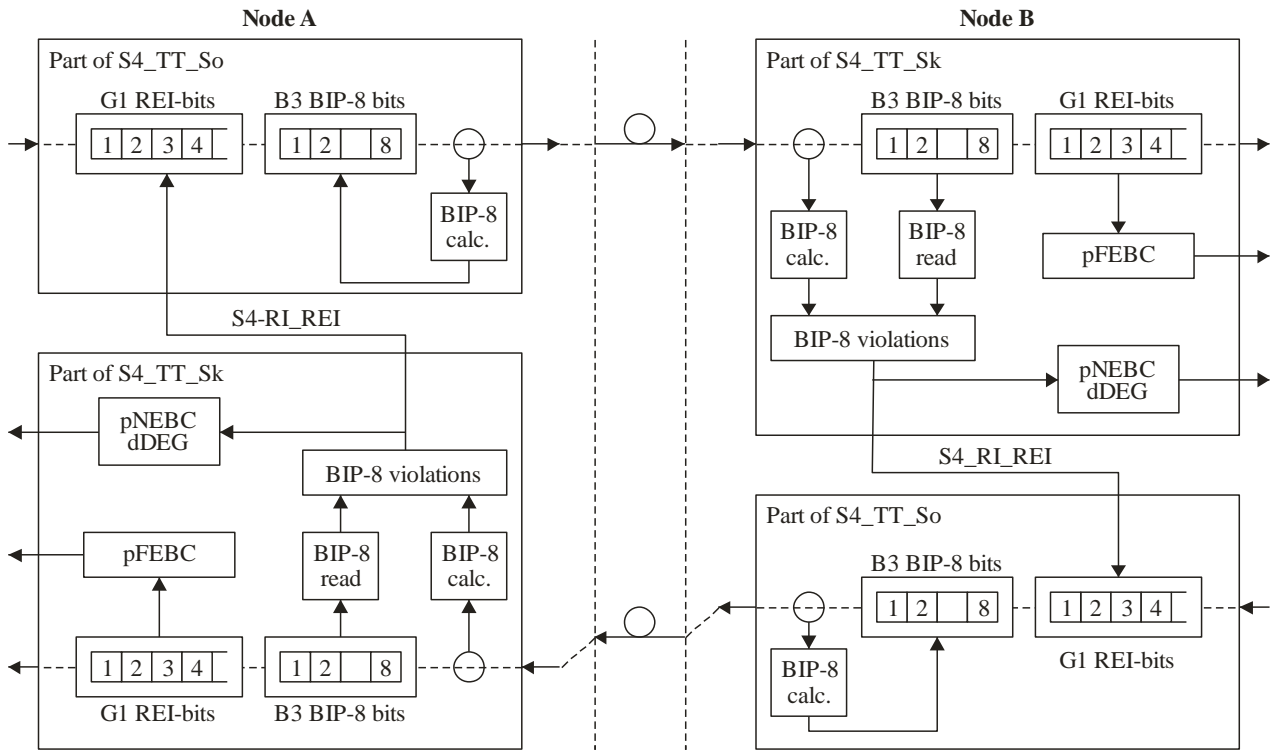 Node A
Node B
Part of S4_TT_So
G1 REI-bits
B3 BIP-8 bits
1 2 3 4
1 2 8
BIP-8
calc.
S4-RI_REI
Part of S4_TT_Sk
pNEBC
dDEG
BIP-8 violations
pFEBC
BIP-8
read
BIP-8
calc.
1 2 3 4
1 2 8
G1 REI-bits
B3 BIP-8 bits
Part of S4_TT_Sk
B3 BIP-8 bits
G1 REI-bits
1 2 8
1 2 3 4
BIP-8
calc.
BIP-8
read
pFEBC
BIP-8 violations
pNEBC
dDEG
S4_RI_REI
Part of S4_TT_So
B3 BIP-8 bits
1 2 8
1 2 3 4
G1 REI-bits
BIP-8
calc.